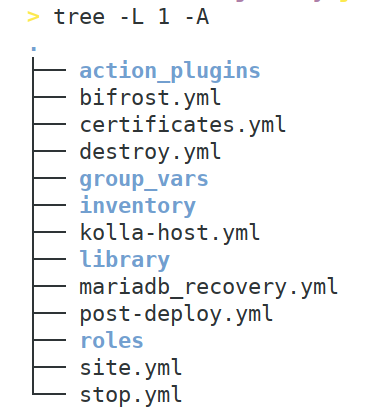 > tree -L 1 -A
.
├── action_plugins
├── bifrost.yml
├── certificates.yml
├── destroy.yml
├── group_vars
├── inventory
├── kolla-host.yml
├── library
├── mariadb_recovery.yml
├── post-deploy.yml
├── roles
├── site.yml
└── stop.yml